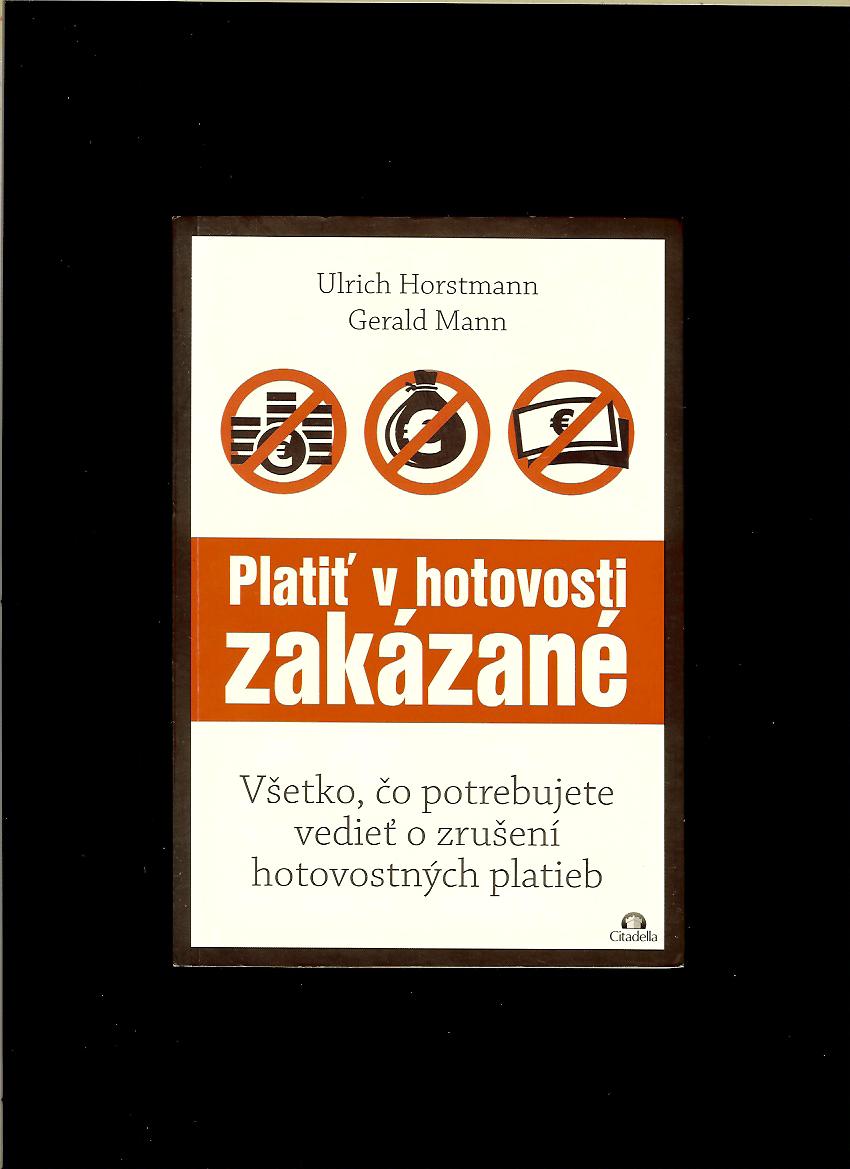 Ulrich Horstmann
Gerald Mann
€
€
€
Platiť v hotovosti
zakázané
Všetko, čo potrebujete
vedieť o zrušení
hotovostných platieb
Citadella